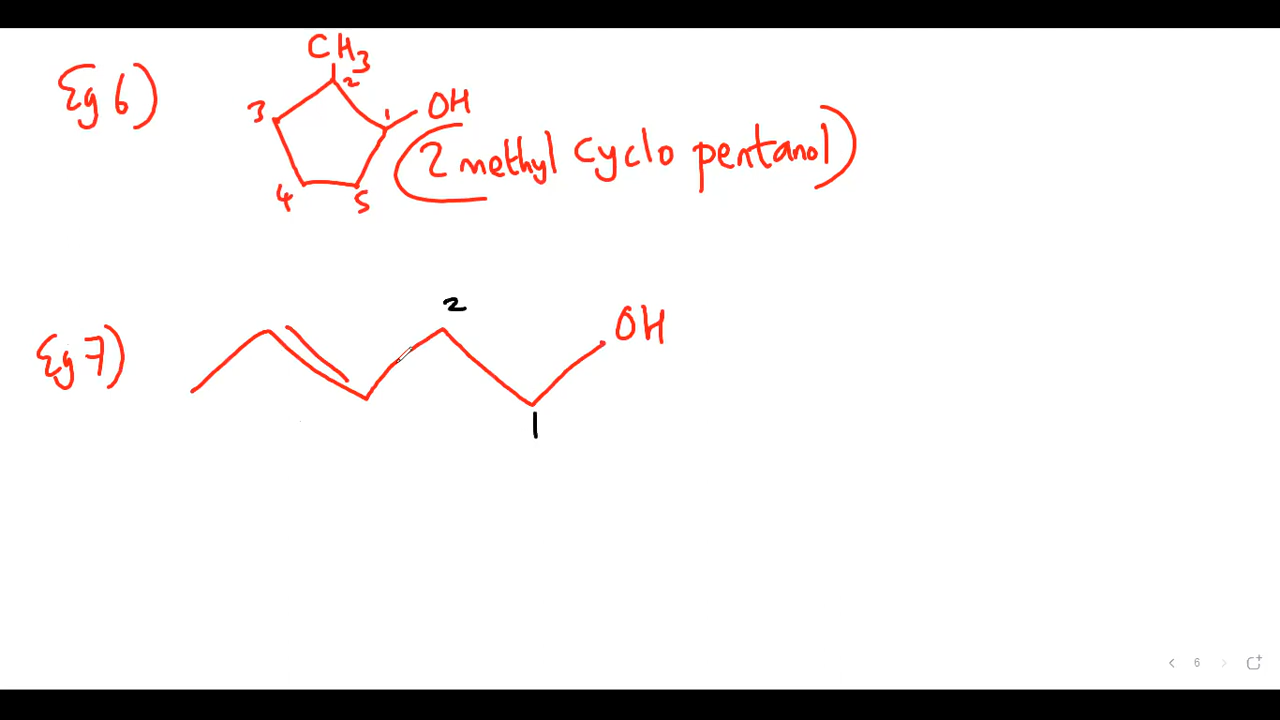 Eg 6)
CH3
2
3
1
OH
(2 methyl cyclo pentanol)
4
5
Eg 7)
2
OH
1
6